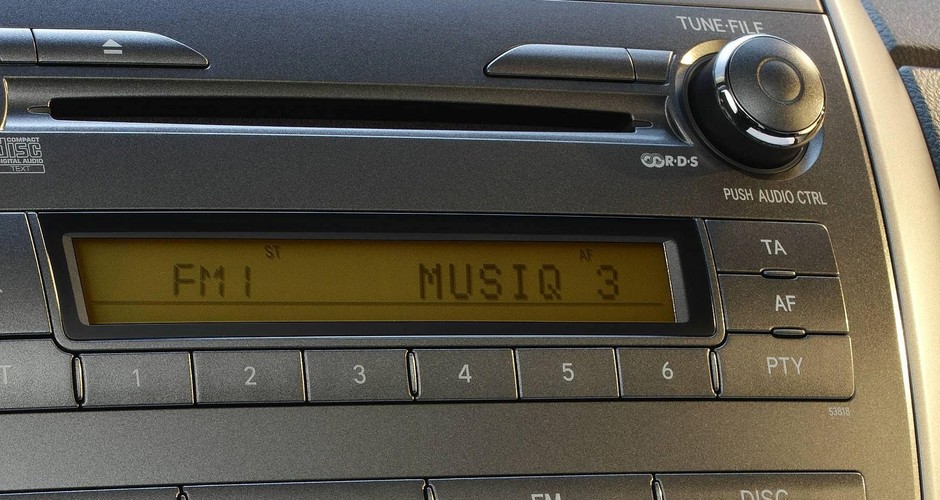 TUNE·FILE
COMPACT
disc
DIGITAL AUDIO
TEXT
R·D·S
PUSH AUDIO CTRL
ST AF
FM1 MUSIQ 3
TA
AF
1 2 3 4 5 6 PTY
53818
FM DISC